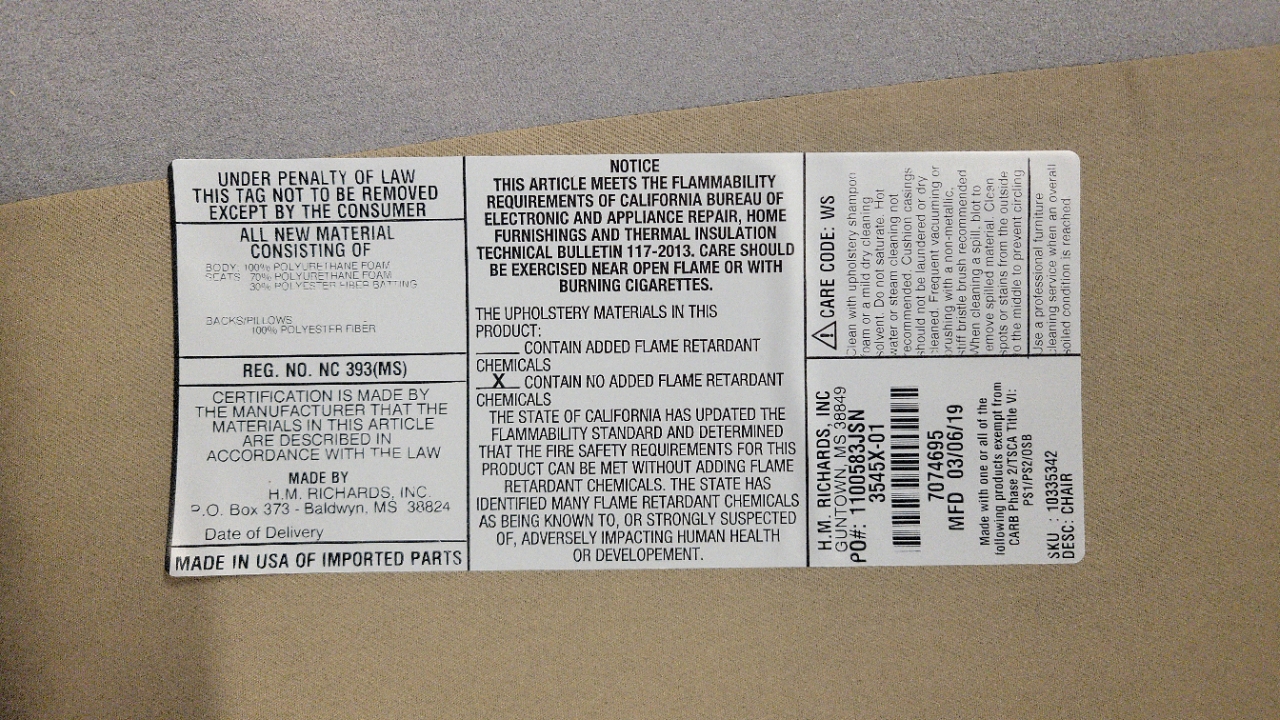 UNDER PENALTY OF LAW
THIS TAG NOT TO BE REMOVED
EXCEPT BY THE CONSUMER
ALL NEW MATERIAL
CONSISTING OF
BODY: 100% POLYURETHANE FOAM
SEATS 70% POLYURETHANE FOAM
30% POLYESTER FIBER BATTING
BACKS/PILLOWS
100% POLYESTER FIBER
REG. NO. NC 393(MS)
CERTIFICATION IS MADE BY
THE MANUFACTURER THAT THE
MATERIALS IN THIS ARTICLE
ARE DESCRIBED IN
ACCORDANCE WITH THE LAW
MADE BY
H.M. RICHARDS, INC.
P.O. Box 373 - Baldwyn, MS 38824
Date of Delivery
MADE IN USA OF IMPORTED PARTS
NOTICE
THIS ARTICLE MEETS THE FLAMMABILITY
REQUIREMENTS OF CALIFORNIA BUREAU OF
ELECTRONIC AND APPLIANCE REPAIR, HOME
FURNISHINGS AND THERMAL INSULATION
TECHNICAL BULLETIN 117-2013. CARE SHOULD
BE EXERCISED NEAR OPEN FLAME OR WITH
BURNING CIGARETTES.
THE UPHOLSTERY MATERIALS IN THIS
PRODUCT:
_____ CONTAIN ADDED FLAME RETARDANT
CHEMICALS
__X__ CONTAIN NO ADDED FLAME RETARDANT
CHEMICALS
THE STATE OF CALIFORNIA HAS UPDATED THE
FLAMMABILITY STANDARD AND DETERMINED
THAT THE FIRE SAFETY REQUIREMENTS FOR THIS
PRODUCT CAN BE MET WITHOUT ADDING FLAME
RETARDANT CHEMICALS. THE STATE HAS
IDENTIFIED MANY FLAME RETARDANT CHEMICALS
AS BEING KNOWN TO, OR STRONGLY SUSPECTED
OF, ADVERSELY IMPACTING HUMAN HEALTH
OR DEVELOPEMENT.
⚠CARE CODE: WS
Clean with upholstery shampoo
foam or a mild dry cleaning
solvent. Do not saturate. Hot
water or steam cleaning not
recommended. Cushion casings
should not be laundered or dry
cleaned. Frequent vacuuming or
brushing with a non-metallic,
stiff bristle brush recommended
When cleaning a spill, blot to
remove spilled material. Clean
spots or stains from the outside
to the middle to prevent circling
Use a professional furniture
cleaning service when an overall
soiled condition is reached
H.M. RICHARDS, INC
GUNTOWN, MS 38849
PO#: 1100583JSN
3545X-01
7074695
MFD 03/06/19
Made with one or all of the
following products exempt from
CARB Phase 2/TSCA Title VI:
PS1/PS2/OSB
SKU : 10335342
DESC: CHAIR